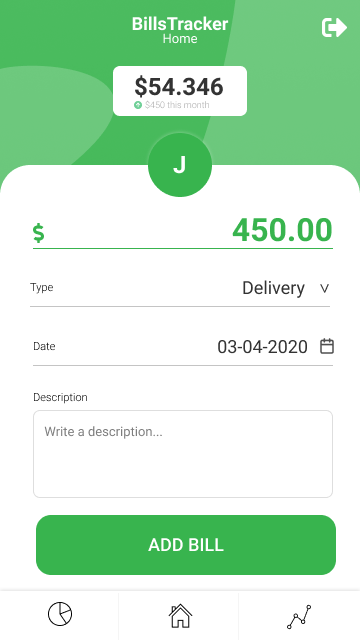 BillsTracker
Home
$54.346
$450 this month
J
$ 450.00
Type Delivery
Date 03-04-2020
Description
Write a description...
ADD BILL